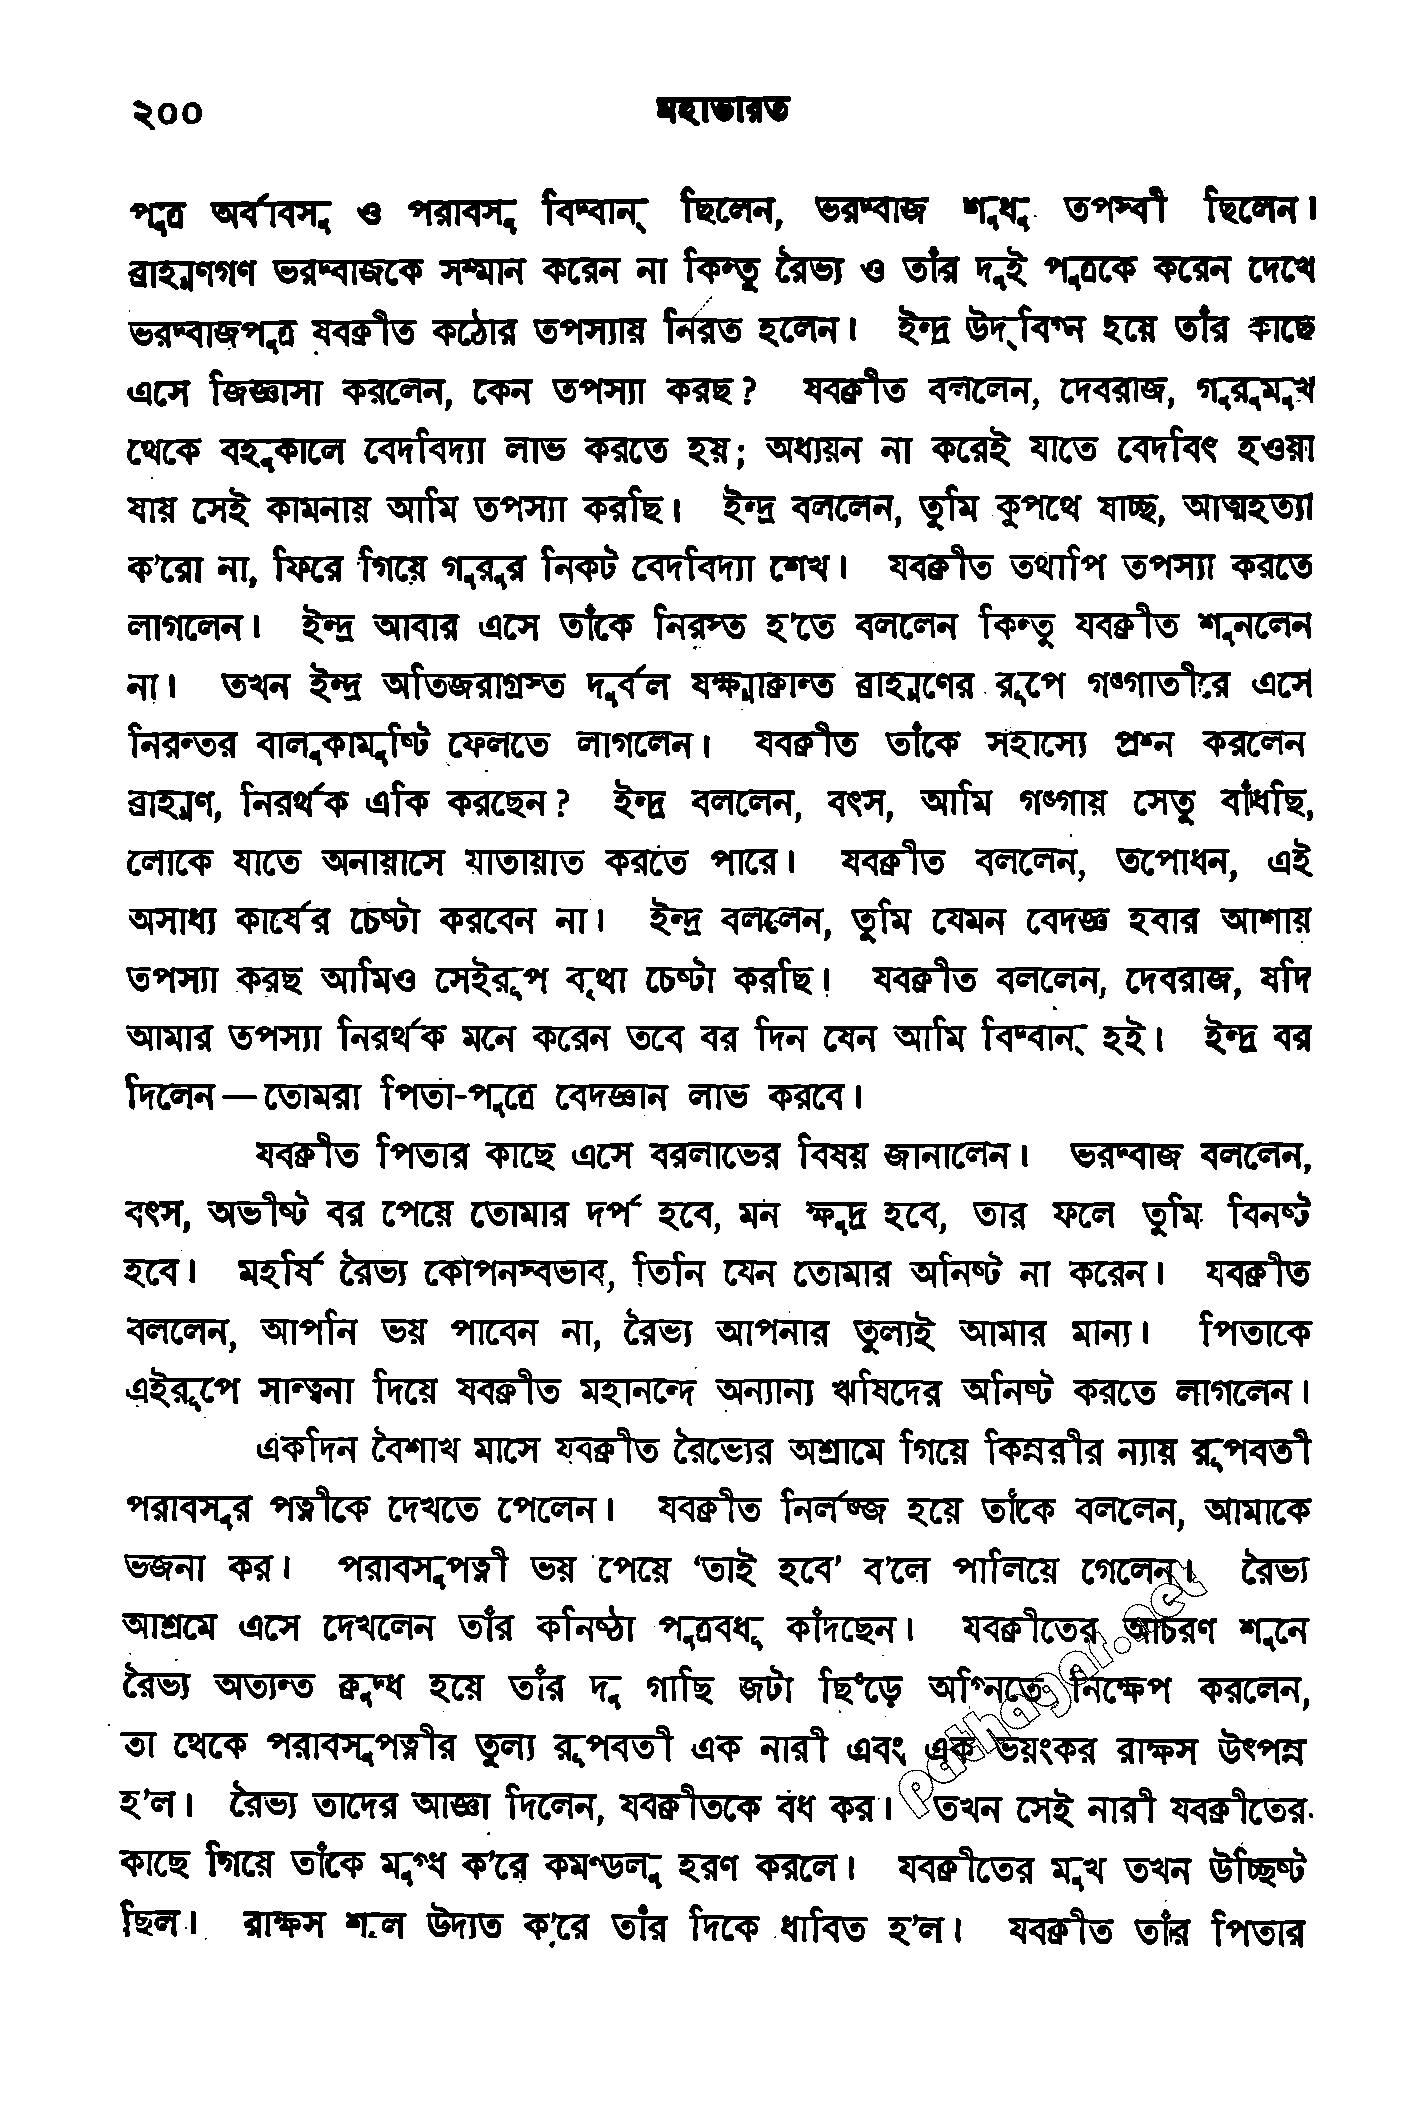 ২০০ মহাভারত
পুত্র অর্বাবসু ও পরাবসু বিদ্বান্ ছিলেন, ভরদ্বাজ শুধু তপস্বী ছিলেন।
ব্রাহ্মণগণ ভরদ্বাজকে সম্মান করেন না কিন্তু রৈভ্য ও তাঁর দুই পুত্রকে করেন দেখে
ভরদ্বাজপুত্র যবক্রীত কঠোর তপস্যায় নিরত হলেন। ইন্দ্র উদ্‌বিগ্ন হয়ে তাঁর কাছে
এসে জিজ্ঞাসা করলেন, কেন তপস্যা করছ? যবক্রীত বললেন, দেবরাজ, গুরুমুখ
থেকে বহুকালে বেদবিদ্যা লাভ করতে হয়; অধ্যয়ন না করেই যাতে বেদবিৎ হওয়া
যায় সেই কামনায় আমি তপস্যা করছি। ইন্দ্র বললেন, তুমি কুপথে যাচ্ছ, আত্মহত্যা
ক’রো না, ফিরে গিয়ে গুরুর নিকট বেদবিদ্যা শেখ। যবক্রীত তথাপি তপস্যা করতে
লাগলেন। ইন্দ্র আবার এসে তাঁকে নিরস্ত হ’তে বললেন কিন্তু যবক্রীত শুনলেন
না। তখন ইন্দ্র অতিজরাগ্রস্ত দুর্বল যক্ষ্মাক্রান্ত ব্রাহ্মণের রূপে গঙ্গাতীরে এসে
নিরন্তর বালুকামুষ্টি ফেলতে লাগলেন। যবক্রীত তাঁকে সহাস্যে প্রশ্ন করলেন
ব্রাহ্মণ, নিরর্থক একি করছেন? ইন্দ্র বললেন, বৎস, আমি গঙ্গায় সেতু বাঁধছি,
লোকে যাতে অনায়াসে যাতায়াত করতে পারে। যবক্রীত বললেন, তপোধন, এই
অসাধ্য কার্যের চেষ্টা করবেন না। ইন্দ্র বললেন, তুমি যেমন বেদজ্ঞ হবার আশায়
তপস্যা করছ আমিও সেইরূপ বৃথা চেষ্টা করছি। যবক্রীত বললেন, দেবরাজ, যদি
আমার তপস্যা নিরর্থক মনে করেন তবে বর দিন যেন আমি বিদ্বান্ হই। ইন্দ্র বর
দিলেন—তোমরা পিতা-পুত্রে বেদজ্ঞান লাভ করবে।
যবক্রীত পিতার কাছে এসে বরলাভের বিষয় জানালেন। ভরদ্বাজ বললেন,
বৎস, অভীষ্ট বর পেয়ে তোমার দর্প হবে, মন ক্ষুদ্র হবে, তার ফলে তুমি বিনষ্ট
হবে। মহর্ষি রৈভ্য কোপনস্বভাব, তিনি যেন তোমার অনিষ্ট না করেন। যবক্রীত
বললেন, আপনি ভয় পাবেন না, রৈভ্য আপনার তুল্যই আমার মান্য। পিতাকে
এইরূপে সান্ত্বনা দিয়ে যবক্রীত মহানন্দে অন্যান্য ঋষিদের অনিষ্ট করতে লাগলেন।
একদিন বৈশাখ মাসে যবক্রীত রৈভ্যের অশ্রামে গিয়ে কিন্নরীর ন্যায় রূপবতী
পরাবসুর পত্নীকে দেখতে পেলেন। যবক্রীত নির্লজ্জ হয়ে তাঁকে বললেন, আমাকে
ভজনা কর। পরাবসুপত্নী ভয় পেয়ে ‘তাই হবে’ ব’লে পালিয়ে গেলেন। রৈভ্য
আশ্রমে এসে দেখলেন তাঁর কনিষ্ঠা পুত্রবধূ কাঁদছেন। যবক্রীতের আচরণ শুনে
রৈভ্য অত্যন্ত ক্রুদ্ধ হয়ে তাঁর দু গাছি জটা ছিঁড়ে অগ্নিতে নিক্ষেপ করলেন,
তা থেকে পরাবসুপত্নীর তুল্য রূপবতী এক নারী এবং এক ভয়ংকর রাক্ষস উৎপন্ন
হ’ল। রৈভ্য তাদের আজ্ঞা দিলেন, যবক্রীতকে বধ কর। তখন সেই নারী যবক্রীতের
কাছে গিয়ে তাঁকে মুগ্ধ ক’রে কমণ্ডলু হরণ করলে। যবক্রীতের মুখ তখন উচ্ছিষ্ট
ছিল। রাক্ষস শূল উদ্যত ক’রে তাঁর দিকে ধাবিত হ’ল। যবক্রীত তাঁর পিতার
pathagar.net